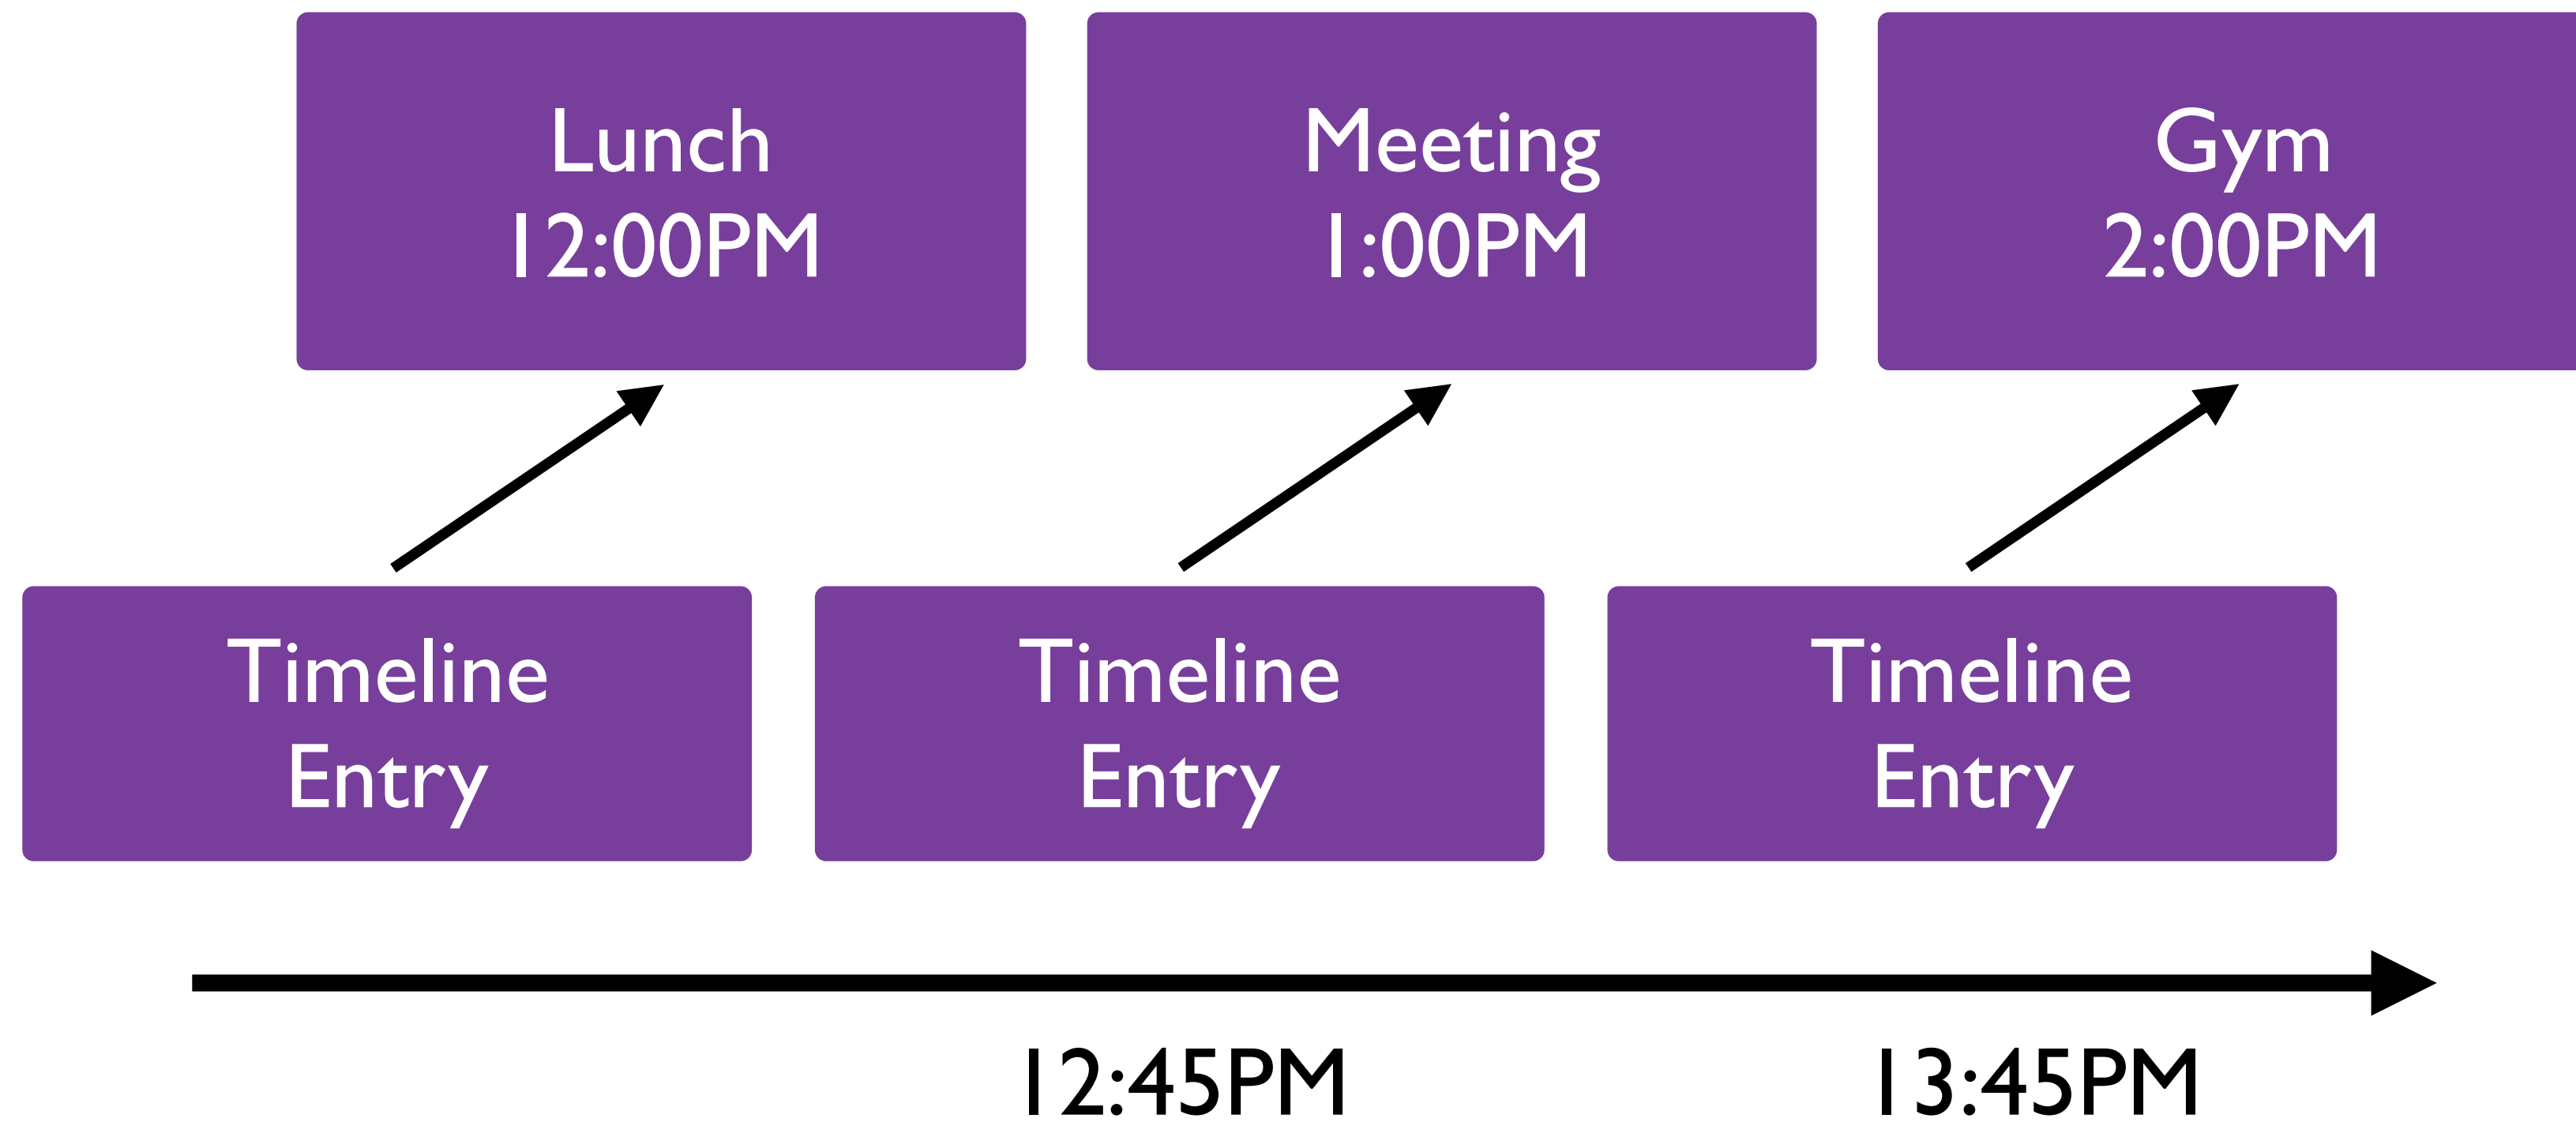 Lunch
12:00PM
Meeting
1:00PM
Gym
2:00PM
Timeline
Entry
Timeline
Entry
Timeline
Entry
12:45PM
13:45PM